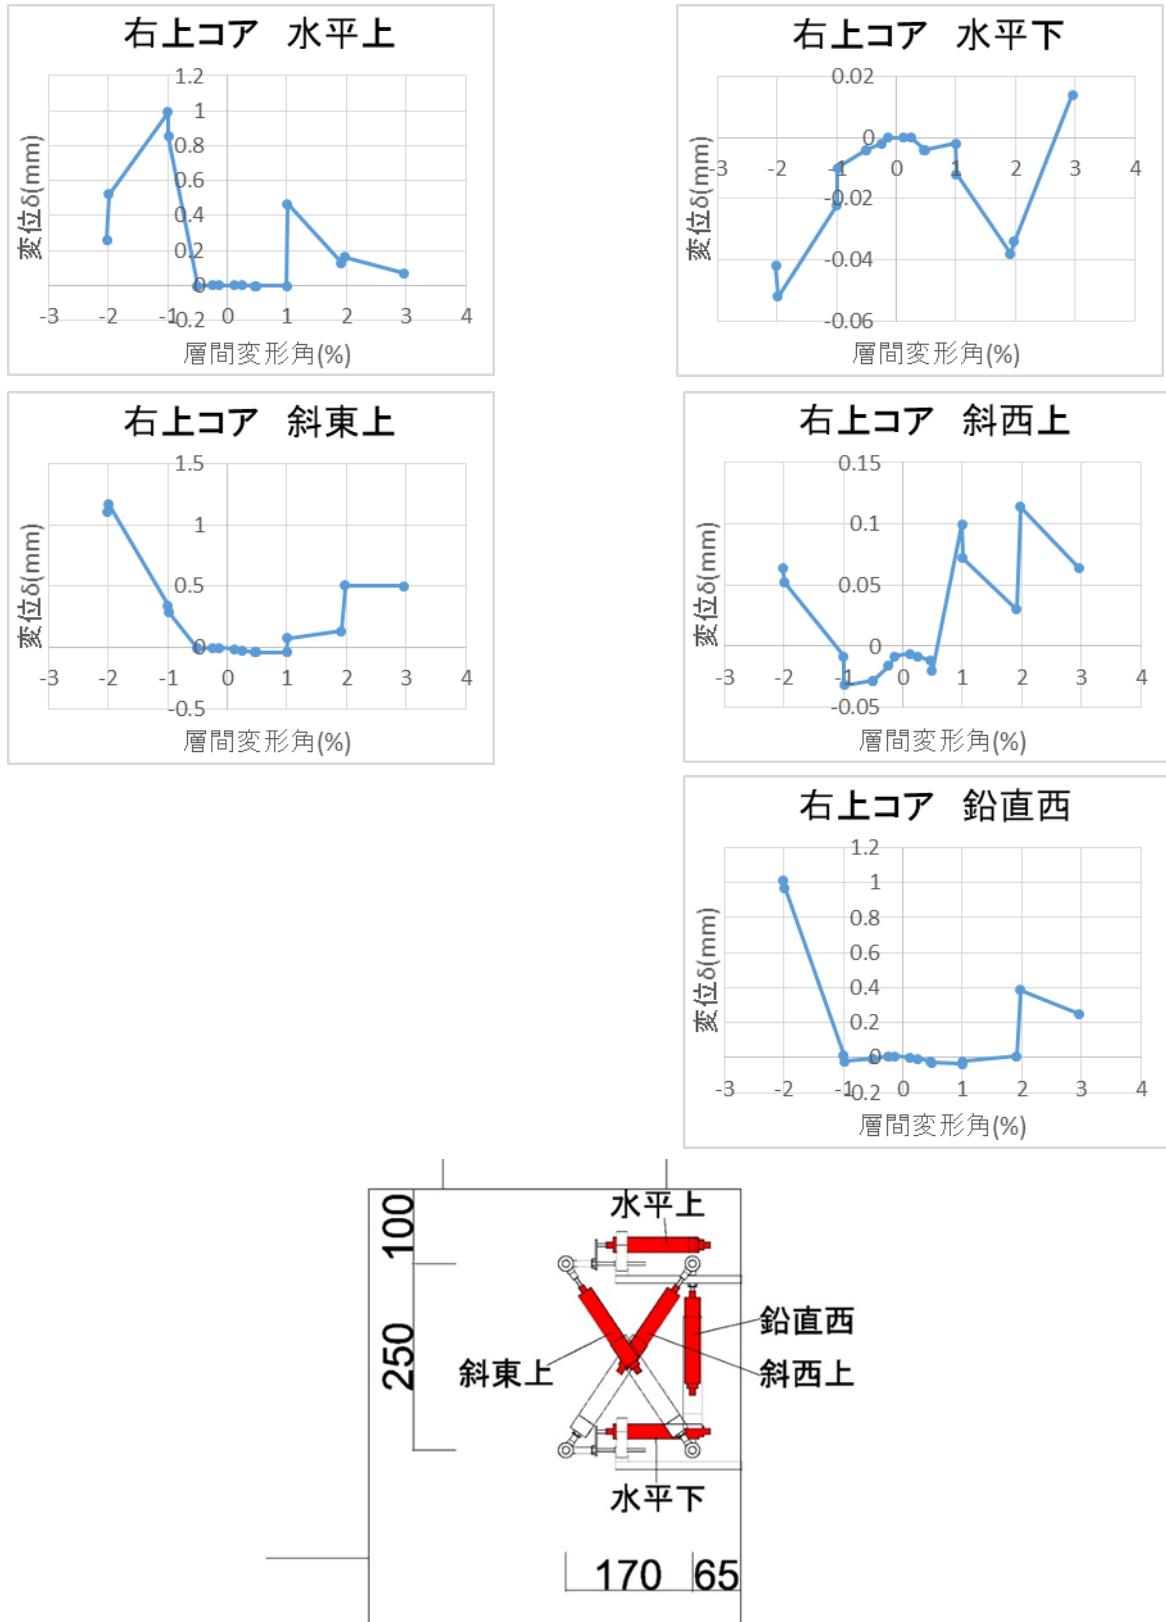 右上コア 水平上
1.2
1
0.8
0.6
0.4
0.2
0
-0.2
-3 -2 -1 0 1 2 3 4
変位δ(mm)
層間変形角(%)
右上コア 水平下
0.02
0
-0.02
-0.04
-0.06
-3 -2 -1 0 1 2 3 4
変位δ(mm)
層間変形角(%)
右上コア 斜東上
1.5
1
0.5
0
-0.5
-3 -2 -1 0 1 2 3 4
変位δ(mm)
層間変形角(%)
右上コア 斜西上
0.15
0.1
0.05
0
-0.05
-3 -2 -1 0 1 2 3 4
変位δ(mm)
層間変形角(%)
右上コア 鉛直西
1.2
1
0.8
0.6
0.4
0.2
0
-0.2
-3 -2 -1 0 1 2 3 4
変位δ(mm)
層間変形角(%)
100
水平上
250
鉛直西
斜東上
斜西上
水平下
170 65